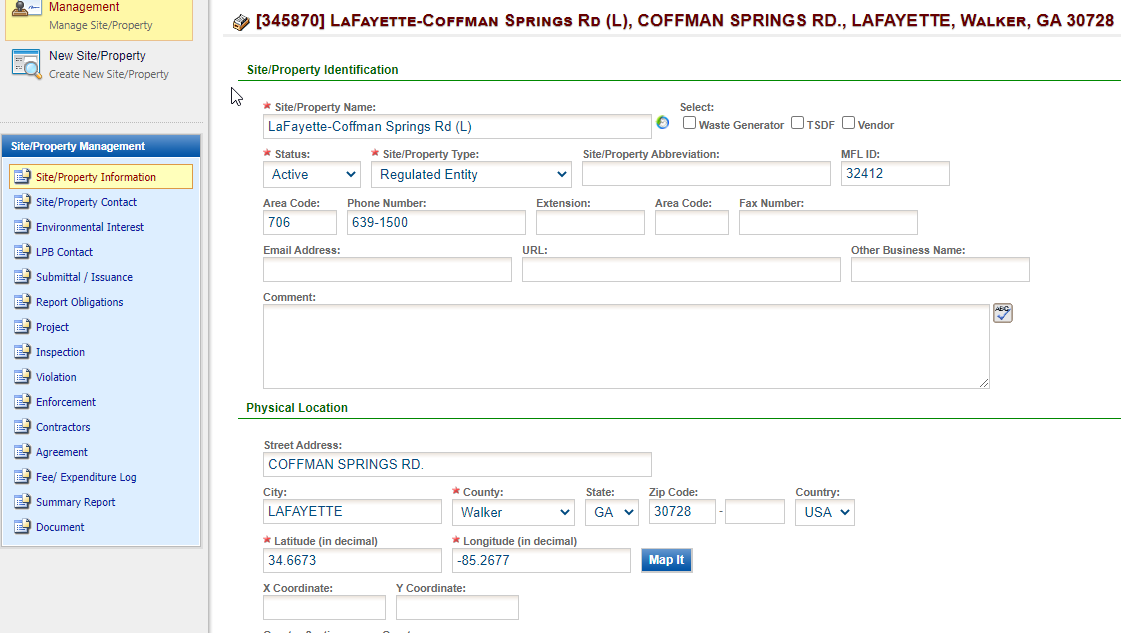 Management
Manage Site/Property
New Site/Property
Create New Site/Property
Site/Property Management
Site/Property Information
Site/Property Contact
Environmental Interest
LPB Contact
Submittal / Issuance
Report Obligations
Project
Inspection
Violation
Enforcement
Contractors
Agreement
Fee/ Expenditure Log
Summary Report
Document
[345870] LaFayette-Coffman Springs Rd (L), COFFMAN SPRINGS RD., LAFAYETTE, Walker, GA 30728
Site/Property Identification
* Site/Property Name: Select:
LaFayette-Coffman Springs Rd (L) Waste Generator TSDF Vendor
* Status: * Site/Property Type: Site/Property Abbreviation: MFL ID:
Active Regulated Entity 32412
Area Code: Phone Number: Extension: Area Code: Fax Number:
706 639-1500
Email Address: URL: Other Business Name:
Comment:
ABC
Physical Location
Street Address:
COFFMAN SPRINGS RD.
City: * County: State: Zip Code: Country:
LAFAYETTE Walker GA 30728 - USA
* Latitude (in decimal) * Longitude (in decimal)
34.6673 -85.2677 Map It
X Coordinate: Y Coordinate: